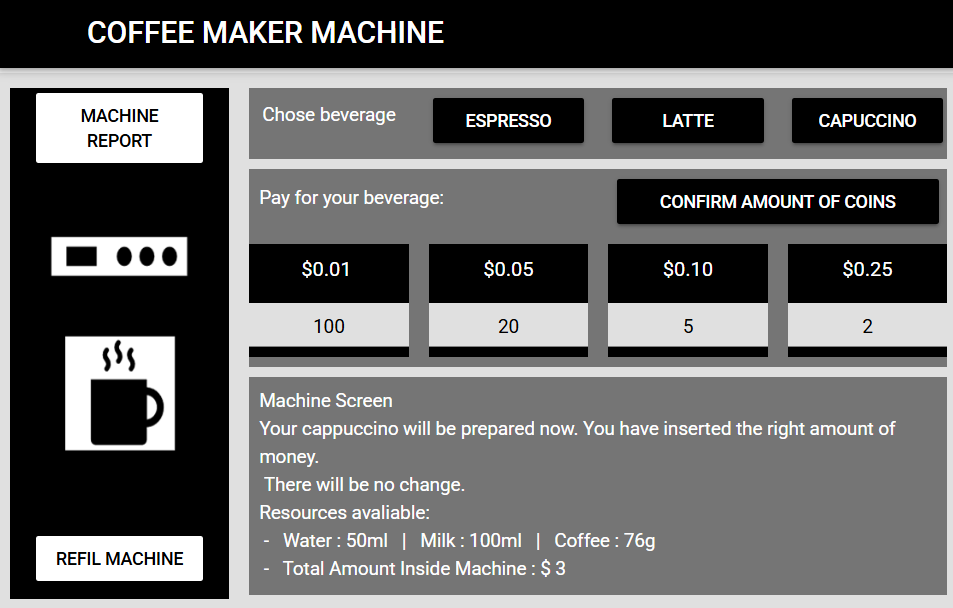 COFFEE MAKER MACHINE
MACHINE
REPORT
REFIL MACHINE
Chose beverage
ESPRESSO
LATTE
CAPUCCINO
Pay for your beverage:
CONFIRM AMOUNT OF COINS
$0.01
$0.05
$0.10
$0.25
100
20
5
2
Machine Screen
Your cappuccino will be prepared now. You have inserted the right amount of
money.
There will be no change.
Resources avaliable:
- Water : 50ml | Milk : 100ml | Coffee : 76g
- Total Amount Inside Machine : $ 3